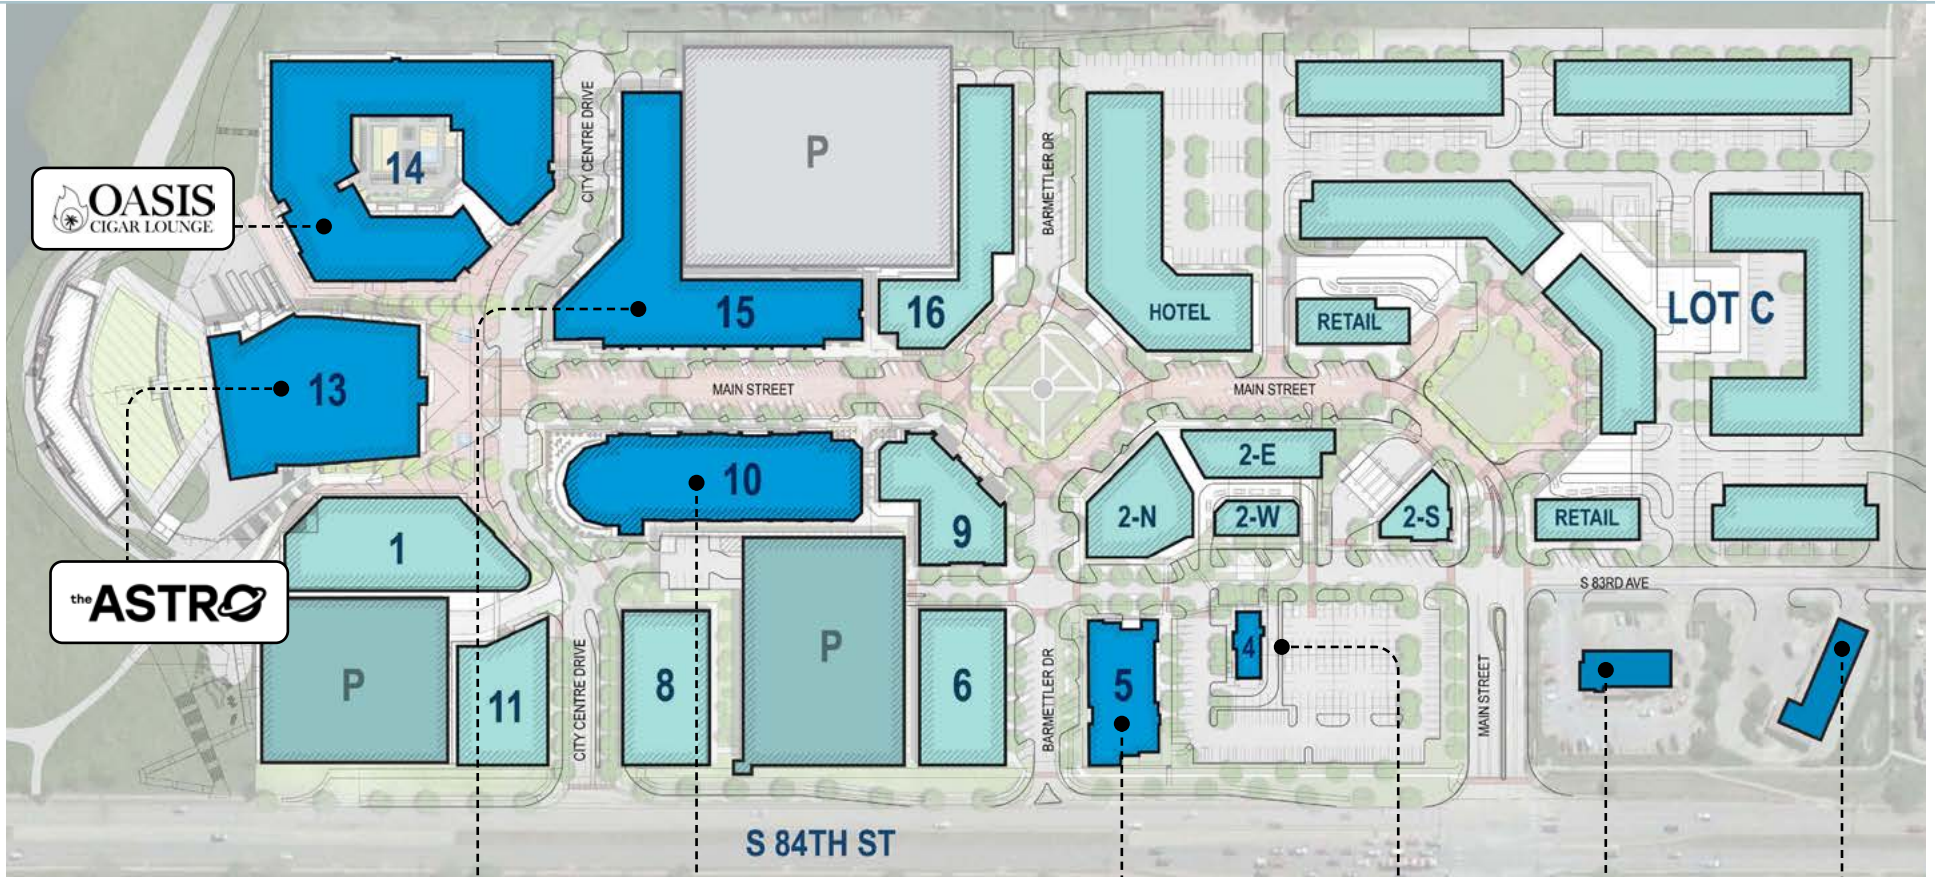 CITY CENTRE DRIVE
P
BARMETTLER DR
14
OASIS
CIGAR LOUNGE
15
16
HOTEL
RETAIL
LOT C
13
MAIN STREET
MAIN STREET
10
2-E
9
2-N
2-W
2-S
RETAIL
1
the ASTRO
S 83RD AVE
P
11
CITY CENTRE DRIVE
8
P
6
BARMETTLER DR
5
4
MAIN STREET
S 84TH ST